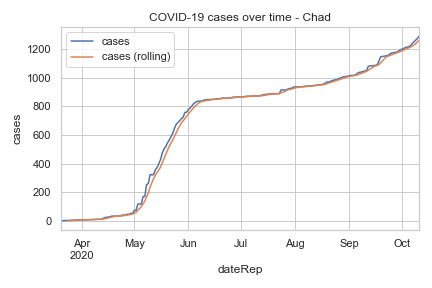 COVID-19 cases over time - Chad
cases
cases (rolling)
1200
1000
800
600
400
200
0
cases
Apr
2020
May
Jun
Jul
Aug
Sep
Oct
dateRep